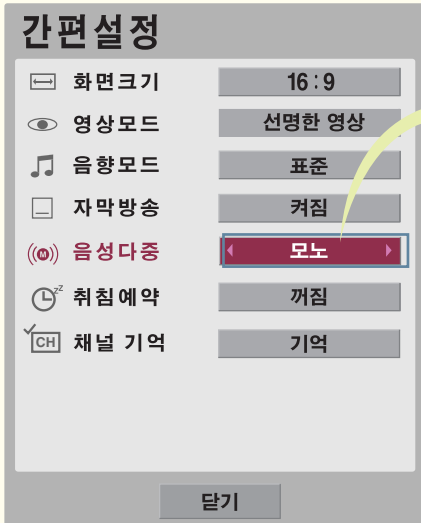 간편설정
화면크기 16:9
영상모드 선명한 영상
음향모드 표준
자막방송 켜짐
((M)) 음성다중 모노
zz 취침예약 꺼짐
CH 채널 기억 기억
닫기